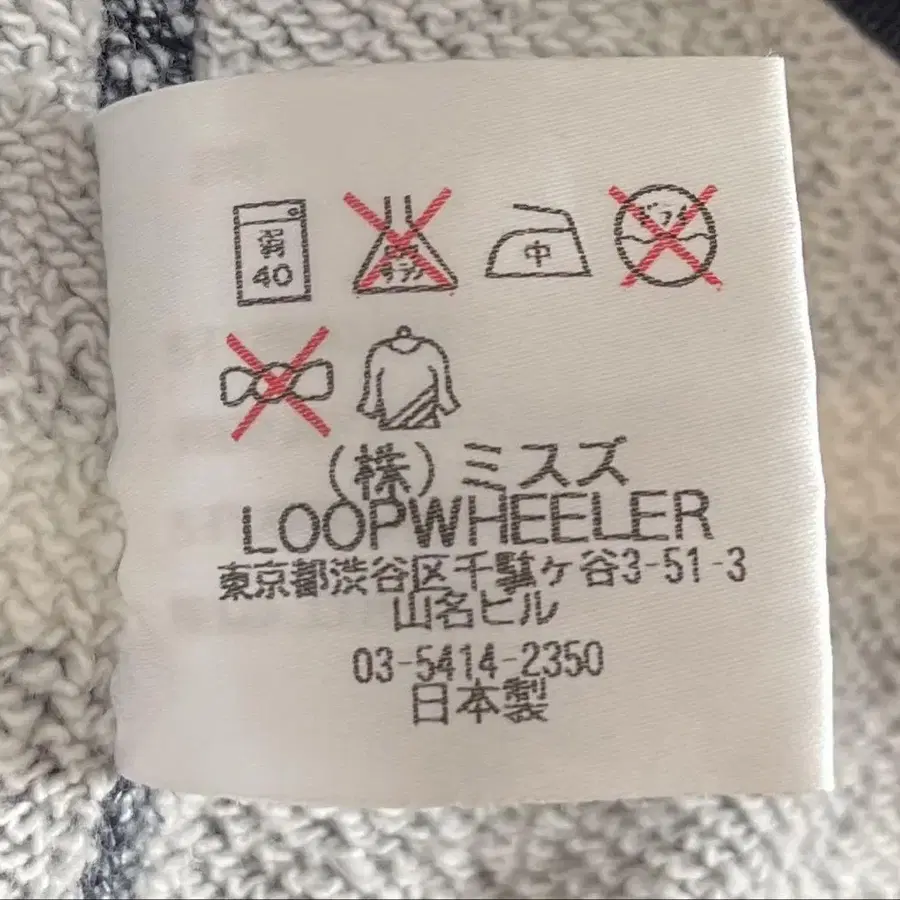 40
中
(株)ミスズ
LOOPWHEELER
東京都渋谷区千駄ヶ谷3-51-3
山名ビル
03-5414-2350
日本製